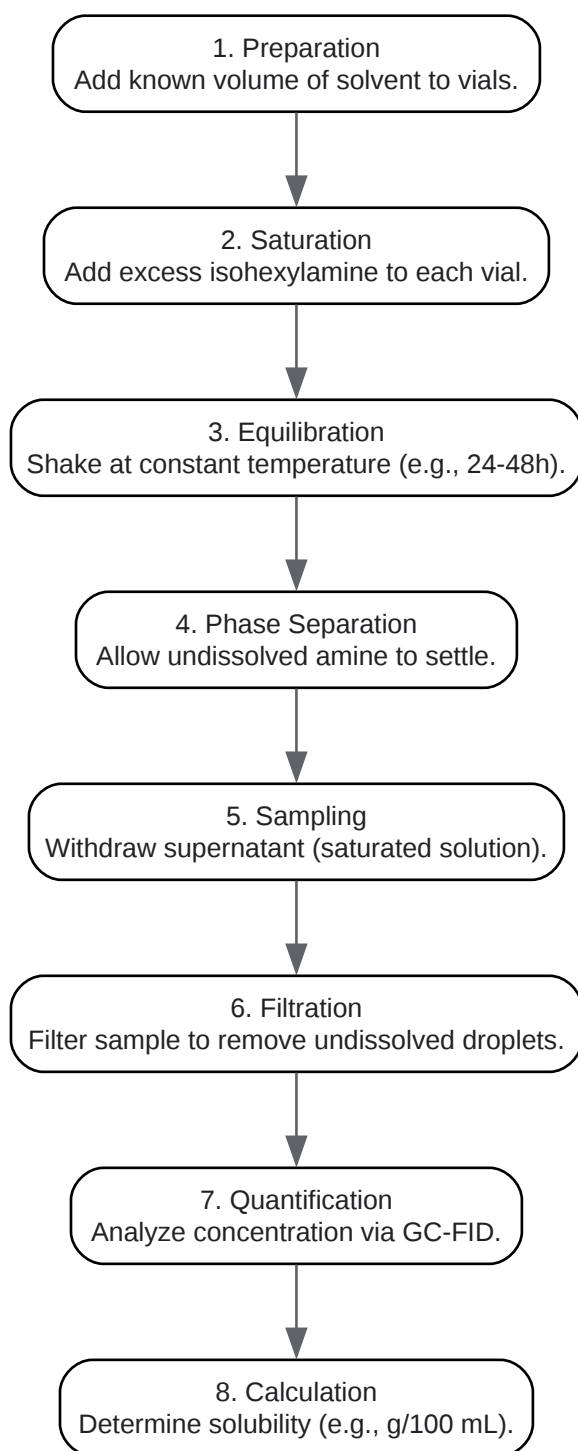 1. Preparation
Add known volume of solvent to vials.
2. Saturation
Add excess isohexylamine to each vial.
3. Equilibration
Shake at constant temperature (e.g., 24-48h).
4. Phase Separation
Allow undissolved amine to settle.
5. Sampling
Withdraw supernatant (saturated solution).
6. Filtration
Filter sample to remove undissolved droplets.
7. Quantification
Analyze concentration via GC-FID.
8. Calculation
Determine solubility (e.g., g/100 mL).